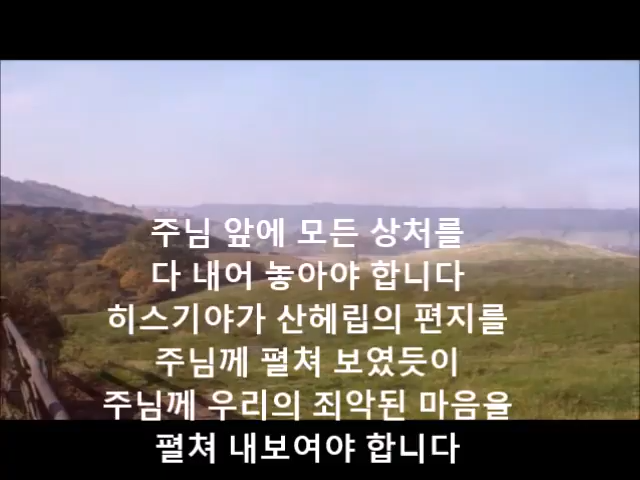 주님 앞에 모든 상처를
다 내어 놓아야 합니다
히스기야가 산헤립의 편지를
주님께 펼쳐 보였듯이
주님께 우리의 죄악된 마음을
펼쳐 내보여야 합니다